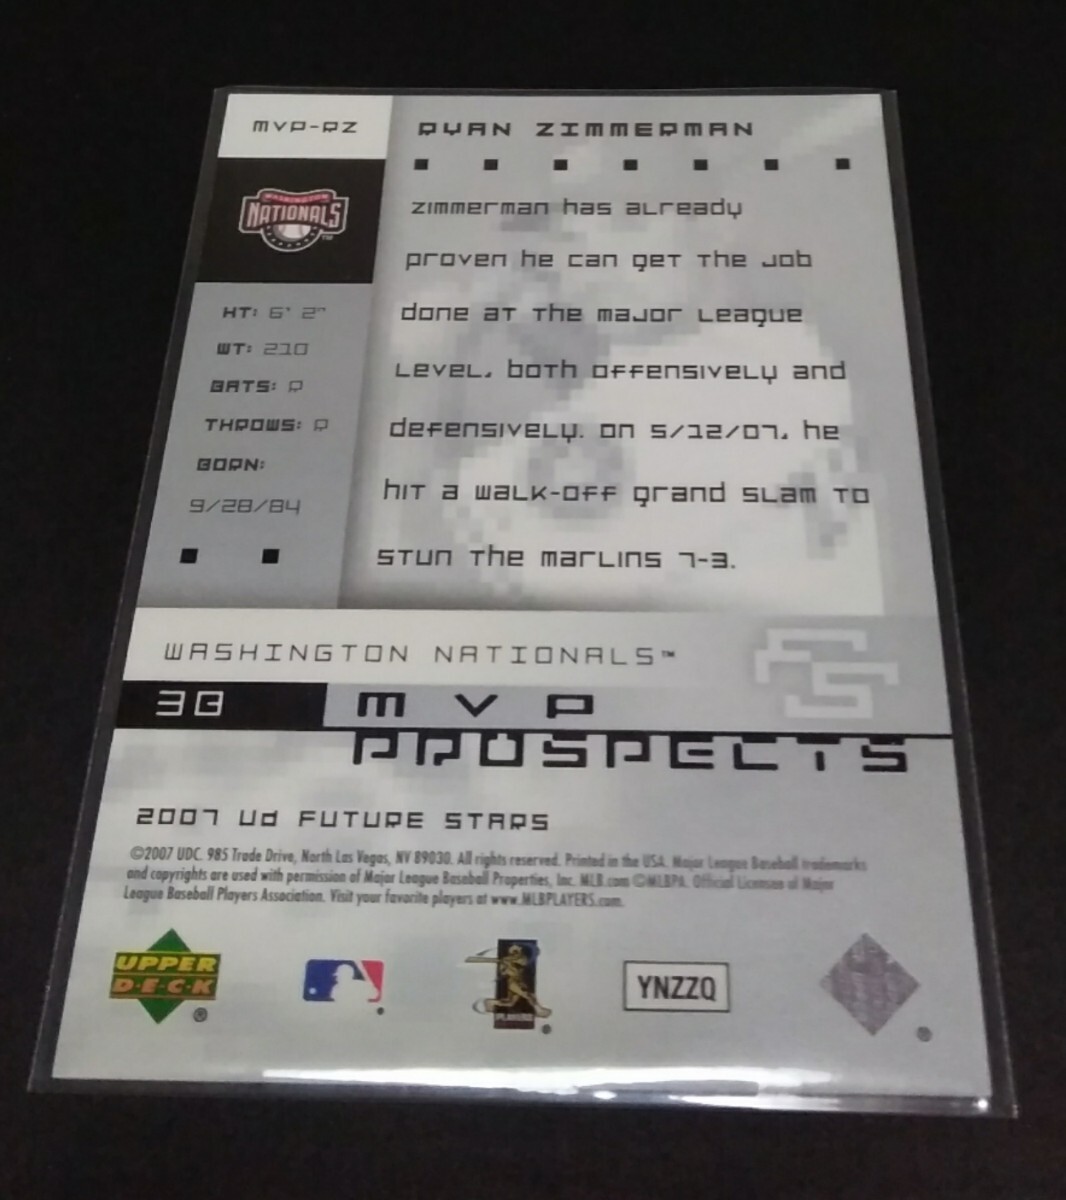 MVP-RZ
RYAN ZIMMERMAN
WASHINGTON
NATIONALS™
HT: 6' 2"
WT: 210
BATS: R
THROWS: R
BORN:
9/28/84
Zimmerman has already
proven he can get the job
done at the major league
level, both offensively and
defensively. On 5/12/07, he
hit a walk-off grand slam to
stun the Marlins 7-3.
WASHINGTON NATIONALS™
FS
3B
MVP
PROSPECTS
2007 UD FUTURE STARS
©2007 UDC. 985 Trade Drive, North Las Vegas, NV 89030. All rights reserved. Printed in the USA. Major League Baseball trademarks
and copyrights are used with permission of Major League Baseball Properties, Inc. MLB.com ©MLBPA. Official Licensee of Major
League Baseball Players Association. Visit your favorite players at www.MLBPLAYERS.com.
UPPER
D·E·C·K
®
PLAYERS
YNZZQ
®